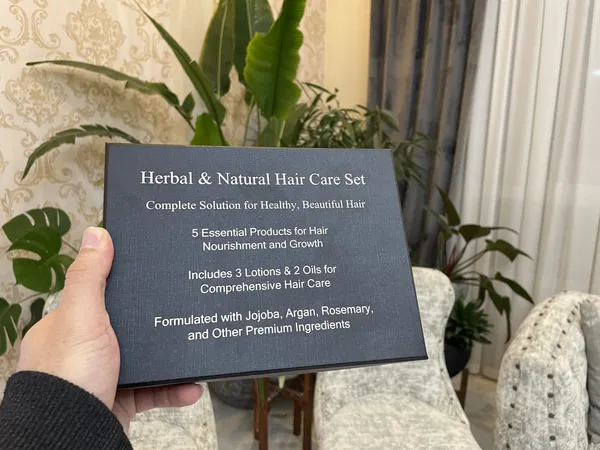 Herbal & Natural Hair Care Set
Complete Solution for Healthy, Beautiful Hair
5 Essential Products for Hair
Nourishment and Growth
Includes 3 Lotions & 2 Oils for
Comprehensive Hair Care
Formulated with Jojoba, Argan, Rosemary,
and Other Premium Ingredients